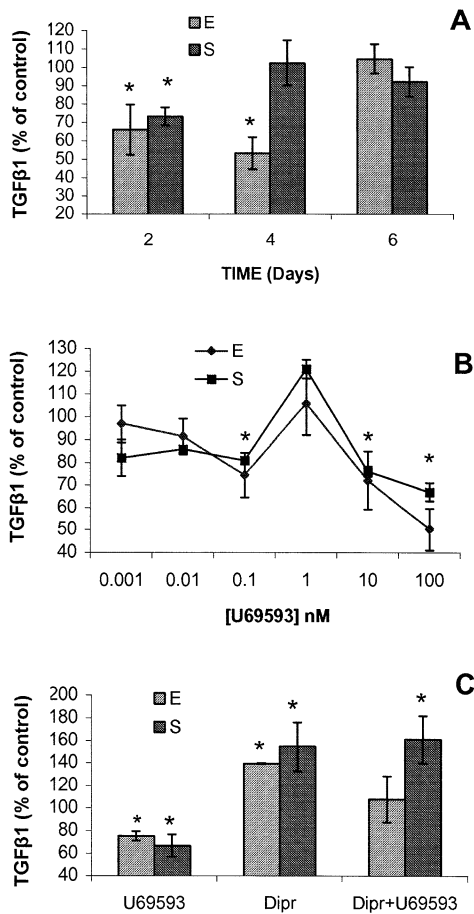 A
TGFβ1 (% of control)
120
110
100
90
80
70
60
50
40
30
20
E
S
*
*
*
2
4
6
TIME (Days)
B
TGFβ1 (% of control)
130
120
110
100
90
80
70
60
50
40
E
S
*
*
*
0.001
0.01
0.1
1
10
100
[U69593] nM
C
TGFβ1 (% of control)
200
180
160
140
120
100
80
60
40
E
S
*
*
*
*
*
U69593
Dipr
Dipr+U69593